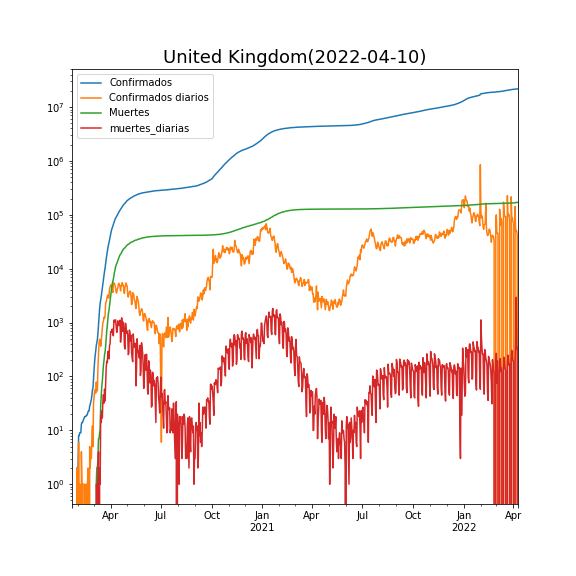 United Kingdom(2022-04-10)
Confirmados
Confirmados diarios
Muertes
muertes_diarias
10⁷
10⁶
10⁵
10⁴
10³
10²
10¹
10⁰
Apr Jul Oct Jan Apr Jul Oct Jan Apr
2021 2022